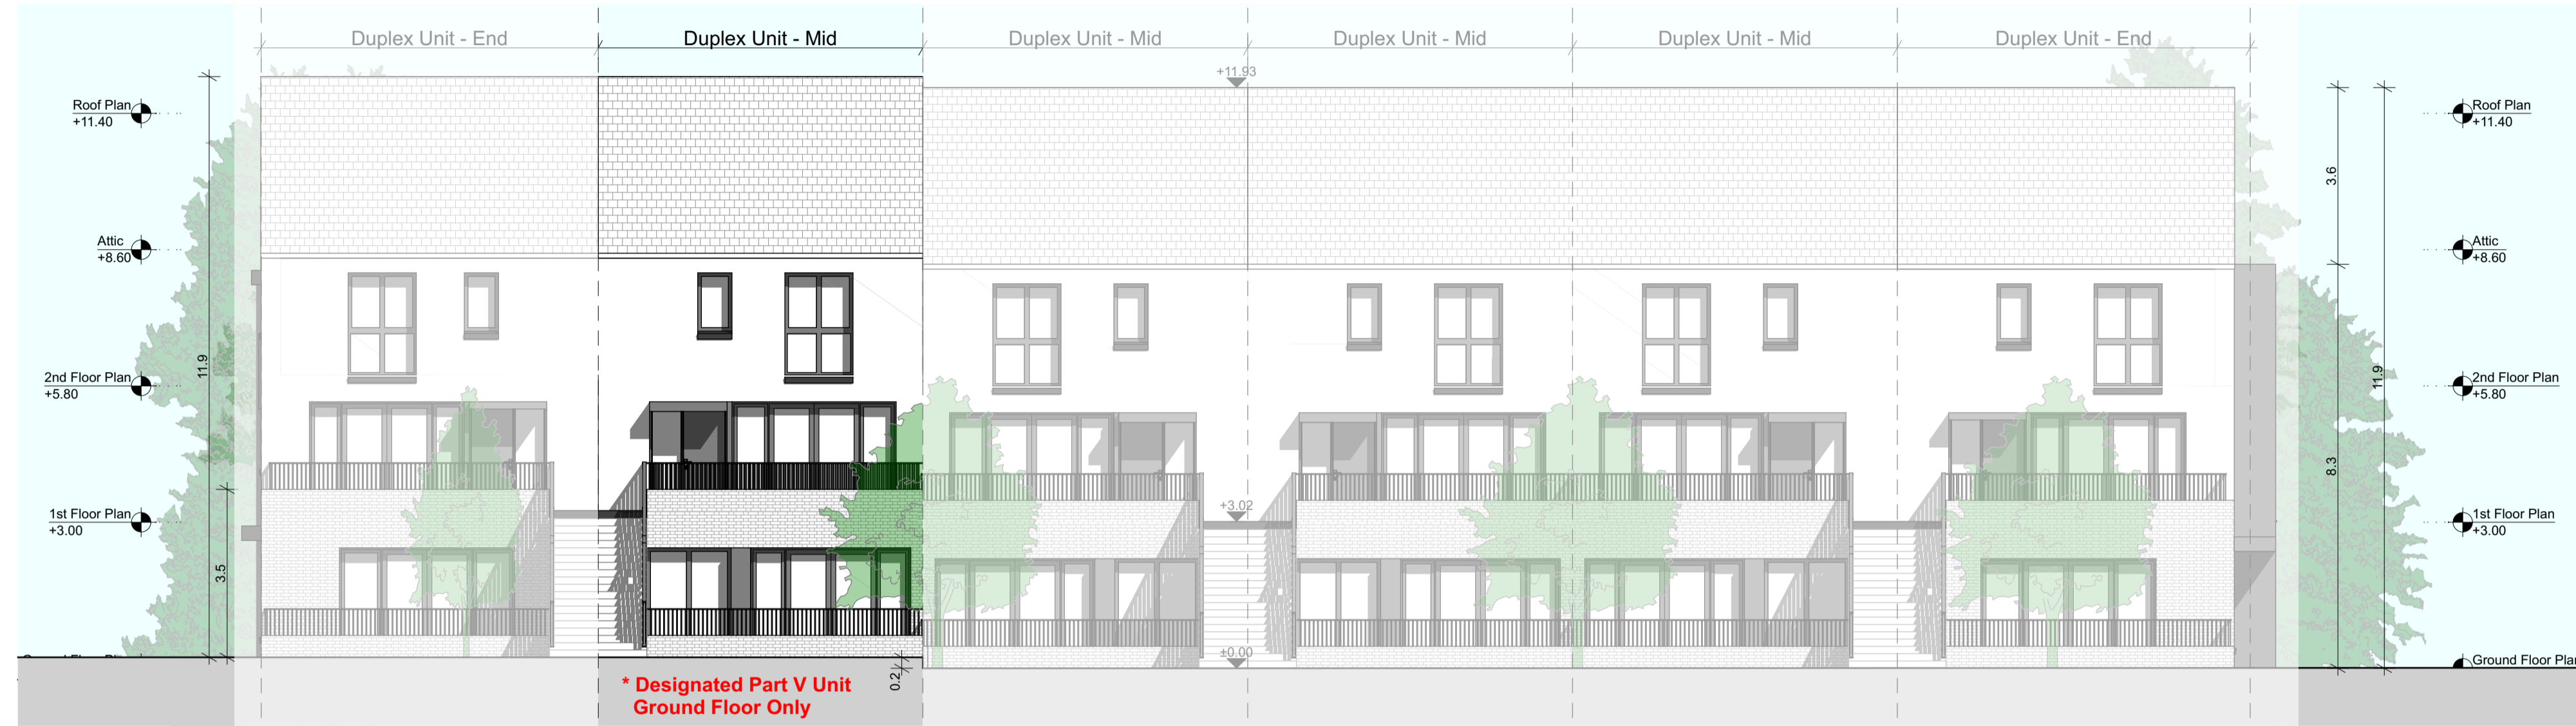 Duplex Unit - End
Duplex Unit - Mid
Duplex Unit - Mid
Duplex Unit - Mid
Duplex Unit - Mid
Duplex Unit - End
+11.93
Roof Plan
+11.40
Roof Plan
+11.40
3.6
Attic
+8.60
Attic
+8.60
11.9
11.9
2nd Floor Plan
+5.80
2nd Floor Plan
+5.80
8.3
+3.02
1st Floor Plan
+3.00
1st Floor Plan
+3.00
3.5
±0.00
Ground Floor Plan
0.2
* Designated Part V Unit
Ground Floor Only